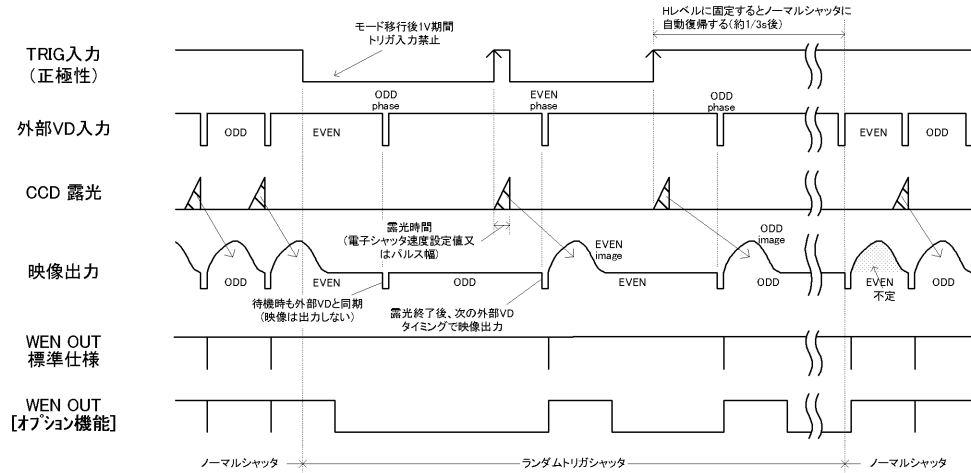 Hレベルに固定するとノーマルシャッタに
自動復帰する(約1/3s後)
モード移行後1V期間
トリガ入力禁止
TRIG入力
(正極性)
ODD
phase
EVEN
phase
ODD
phase
外部VD入力
ODD
EVEN
EVEN
ODD
CCD 露光
露光時間
(電子シャッタ速度設定値又
はパルス幅)
EVEN
image
ODD
image
映像出力
ODD
EVEN
ODD
EVEN
ODD
EVEN
不定
ODD
待機時も外部VDと同期
(映像は出力しない)
露光終了後、次の外部VD
タイミングで映像出力
WEN OUT
標準仕様
WEN OUT
[オプション機能]
ノーマルシャッタ
ランダムトリガシャッタ
ノーマルシャッタ